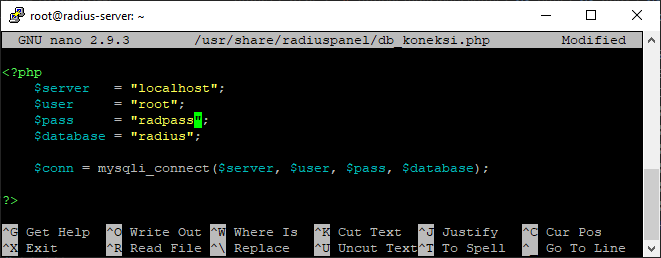 root@radius-server: ~
GNU nano 2.9.3 /usr/share/radiuspanel/db_koneksi.php Modified
<?php
$server = "localhost";
$user = "root";
$pass = "radpass";
$database = "radius";
$conn = mysqli_connect($server, $user, $pass, $database);
?>
^G Get Help ^O Write Out ^W Where Is ^K Cut Text ^J Justify ^C Cur Pos
^X Exit ^R Read File ^\ Replace ^U Uncut Text ^T To Spell ^_ Go To Line